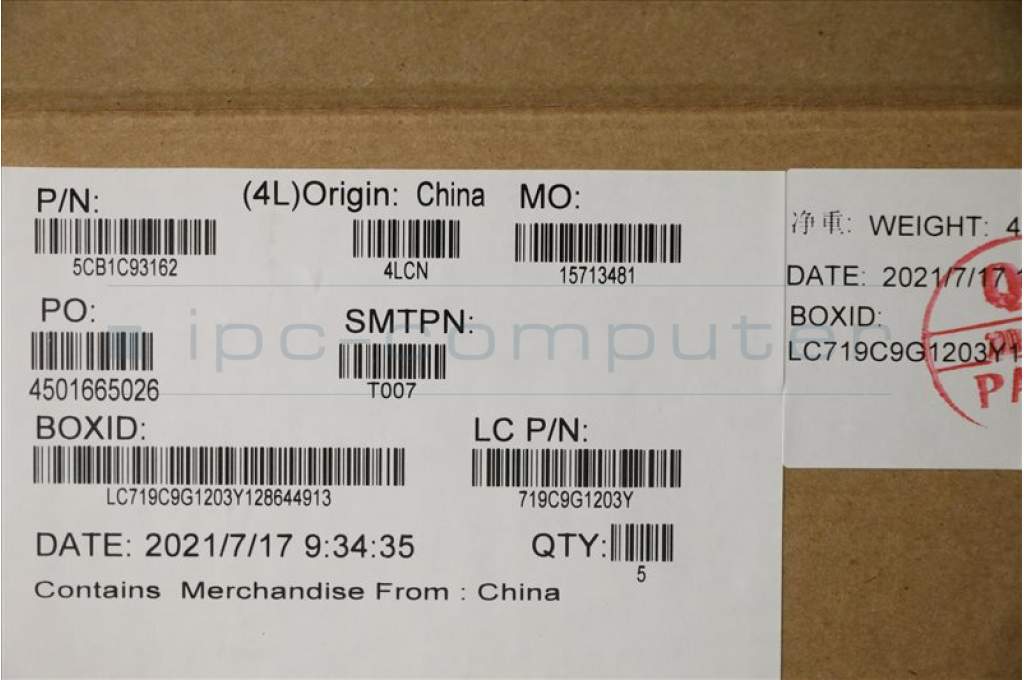 P/N:
5CB1C93162
(4L)Origin: China
4LCN
MO:
15713481
PO:
4501665026
SMTPN:
T007
BOXID:
LC719C9G1203Y128644913
LC P/N:
719C9G1203Y
DATE: 2021/7/17 9:34:35
QTY:
5
Contains Merchandise From : China
净重: WEIGHT: 4
DATE: 2021/7/17
BOXID:
LC719C9G1203Y1
ipc-computer